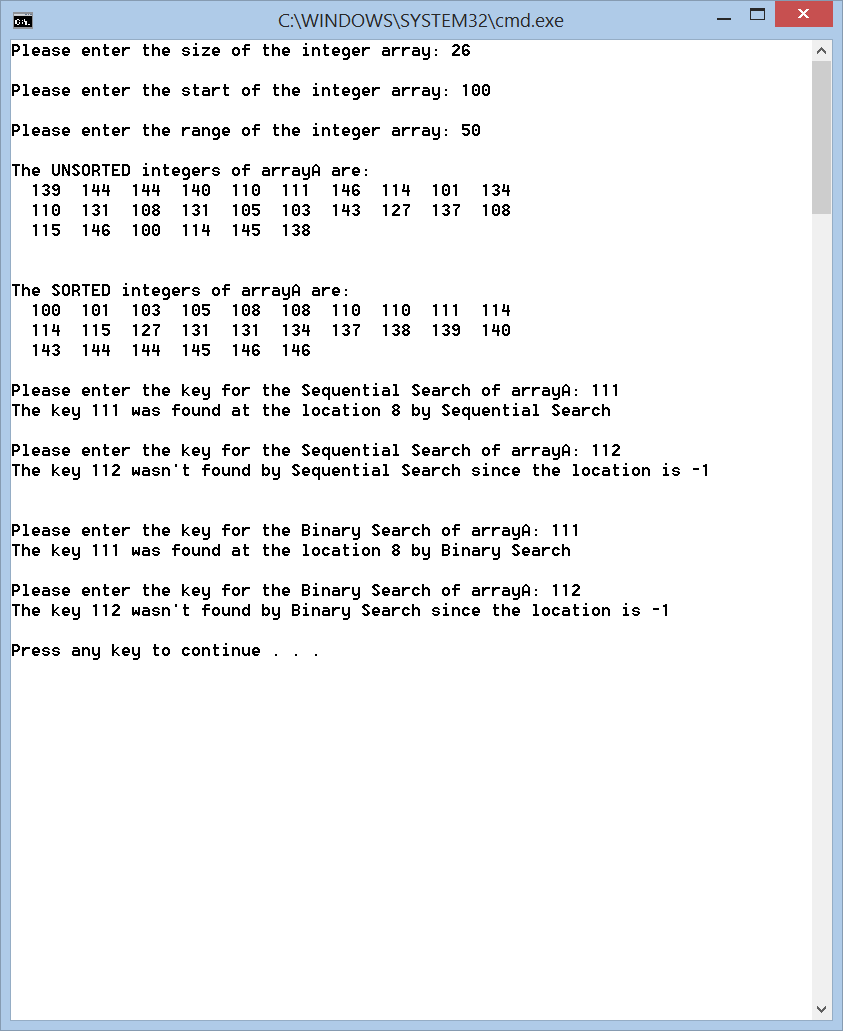 C:\WINDOWS\SYSTEM32\cmd.exe
Please enter the size of the integer array: 26
Please enter the start of the integer array: 100
Please enter the range of the integer array: 50
The UNSORTED integers of arrayA are:
139 144 144 140 110 111 146 114 101 134
110 131 108 131 105 103 143 127 137 108
115 146 100 114 145 138
The SORTED integers of arrayA are:
100 101 103 105 108 108 110 110 111 114
114 115 127 131 131 134 137 138 139 140
143 144 144 145 146 146
Please enter the key for the Sequential Search of arrayA: 111
The key 111 was found at the location 8 by Sequential Search
Please enter the key for the Sequential Search of arrayA: 112
The key 112 wasn't found by Sequential Search since the location is -1
Please enter the key for the Binary Search of arrayA: 111
The key 111 was found at the location 8 by Binary Search
Please enter the key for the Binary Search of arrayA: 112
The key 112 wasn't found by Binary Search since the location is -1
Press any key to continue . . .